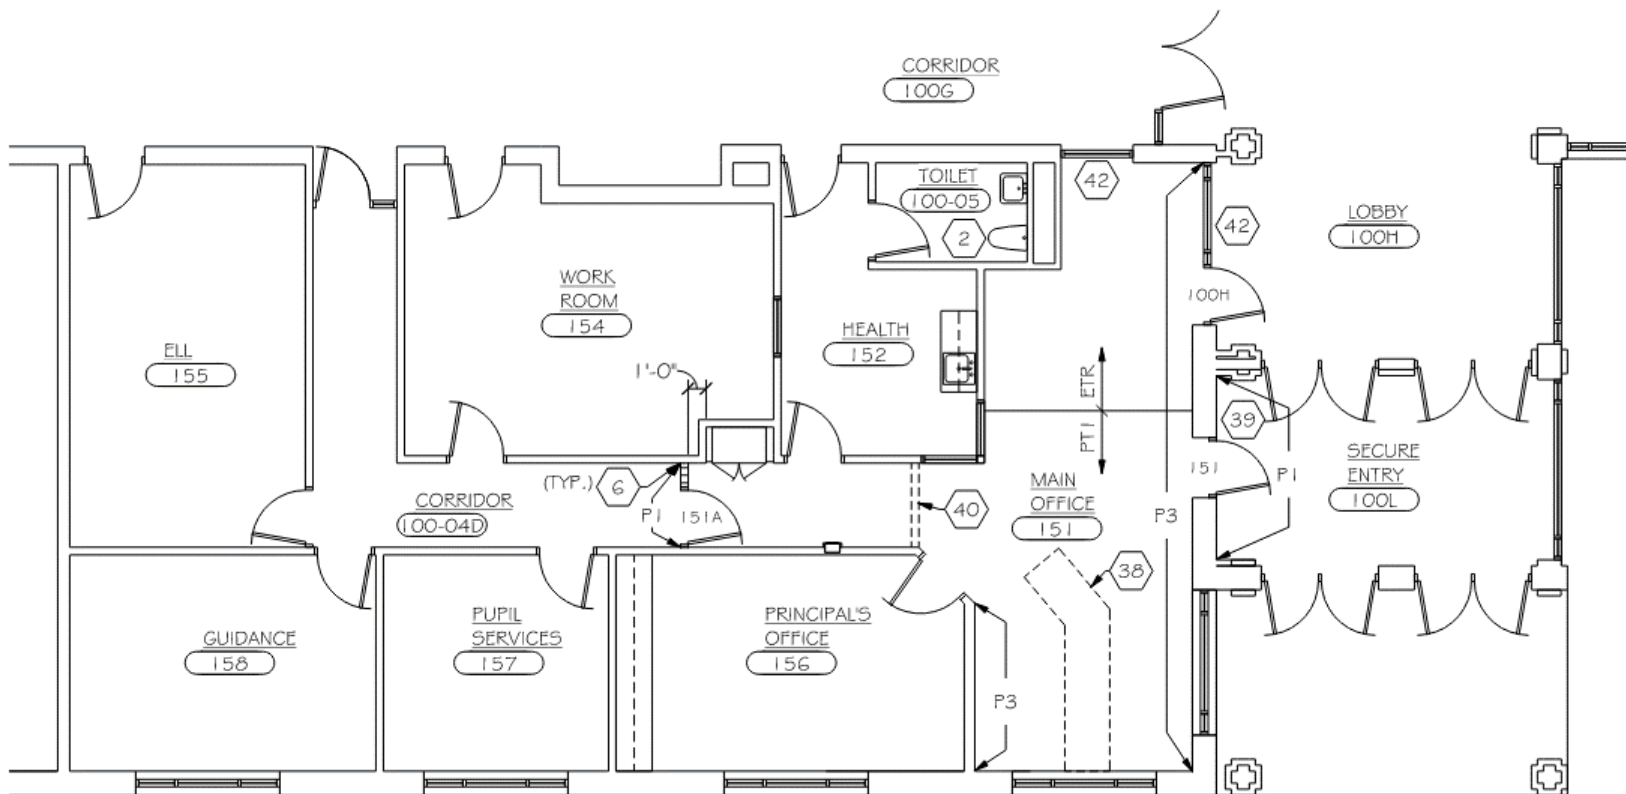 CORRIDOR
100G
TOILET
100-05
2
42
42
LOBBY
100H
WORK
ROOM
154
100H
HEALTH
152
ELL
155
1'-0"
ETR
PT1
39
(TYP.)
6
CORRIDOR
100-04D
P1
151A
40
MAIN
OFFICE
151
P3
151
P1
SECURE
ENTRY
100L
38
GUIDANCE
158
PUPIL
SERVICES
157
PRINCIPAL'S
OFFICE
156
P3